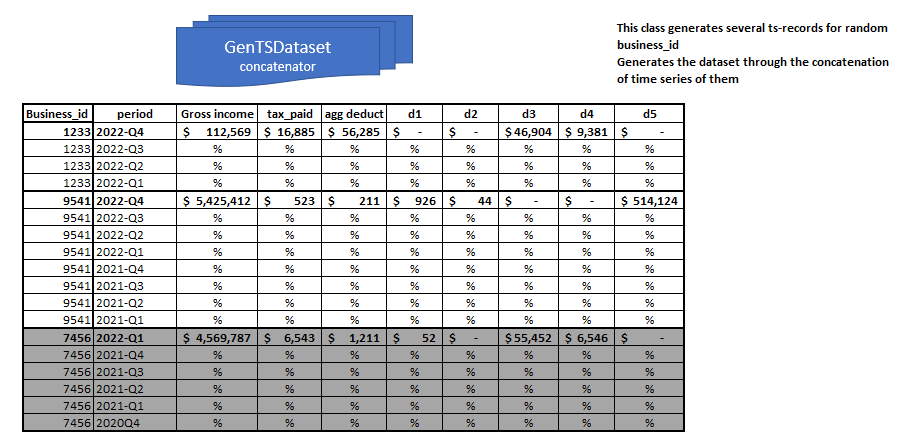 GenTSDataset
concatenator
This class generates several ts-records for random
business_id
Generates the dataset through the concatenation
of time series of them
Business_id period Gross income tax_paid agg deduct d1 d2 d3 d4 d5
1233 2022-Q4 $ 112,569 $ 16,885 $ 56,285 $ - $ - $ 46,904 $ 9,381 $ -
1233 2022-Q3 % % % % % % % %
1233 2022-Q2 % % % % % % % %
1233 2022-Q1 % % % % % % % %
9541 2022-Q4 $ 5,425,412 $ 523 $ 211 $ 926 $ 44 $ - $ - $ 514,124
9541 2022-Q3 % % % % % % % %
9541 2022-Q2 % % % % % % % %
9541 2022-Q1 % % % % % % % %
9541 2021-Q4 % % % % % % % %
9541 2021-Q3 % % % % % % % %
9541 2021-Q2 % % % % % % % %
9541 2021-Q1 % % % % % % % %
7456 2022-Q1 $ 4,569,787 $ 6,543 $ 1,211 $ 52 $ - $ 55,452 $ 6,546 $ -
7456 2021-Q4 % % % % % % % %
7456 2021-Q3 % % % % % % % %
7456 2021-Q2 % % % % % % % %
7456 2021-Q1 % % % % % % % %
7456 2020Q4 % % % % % % % %